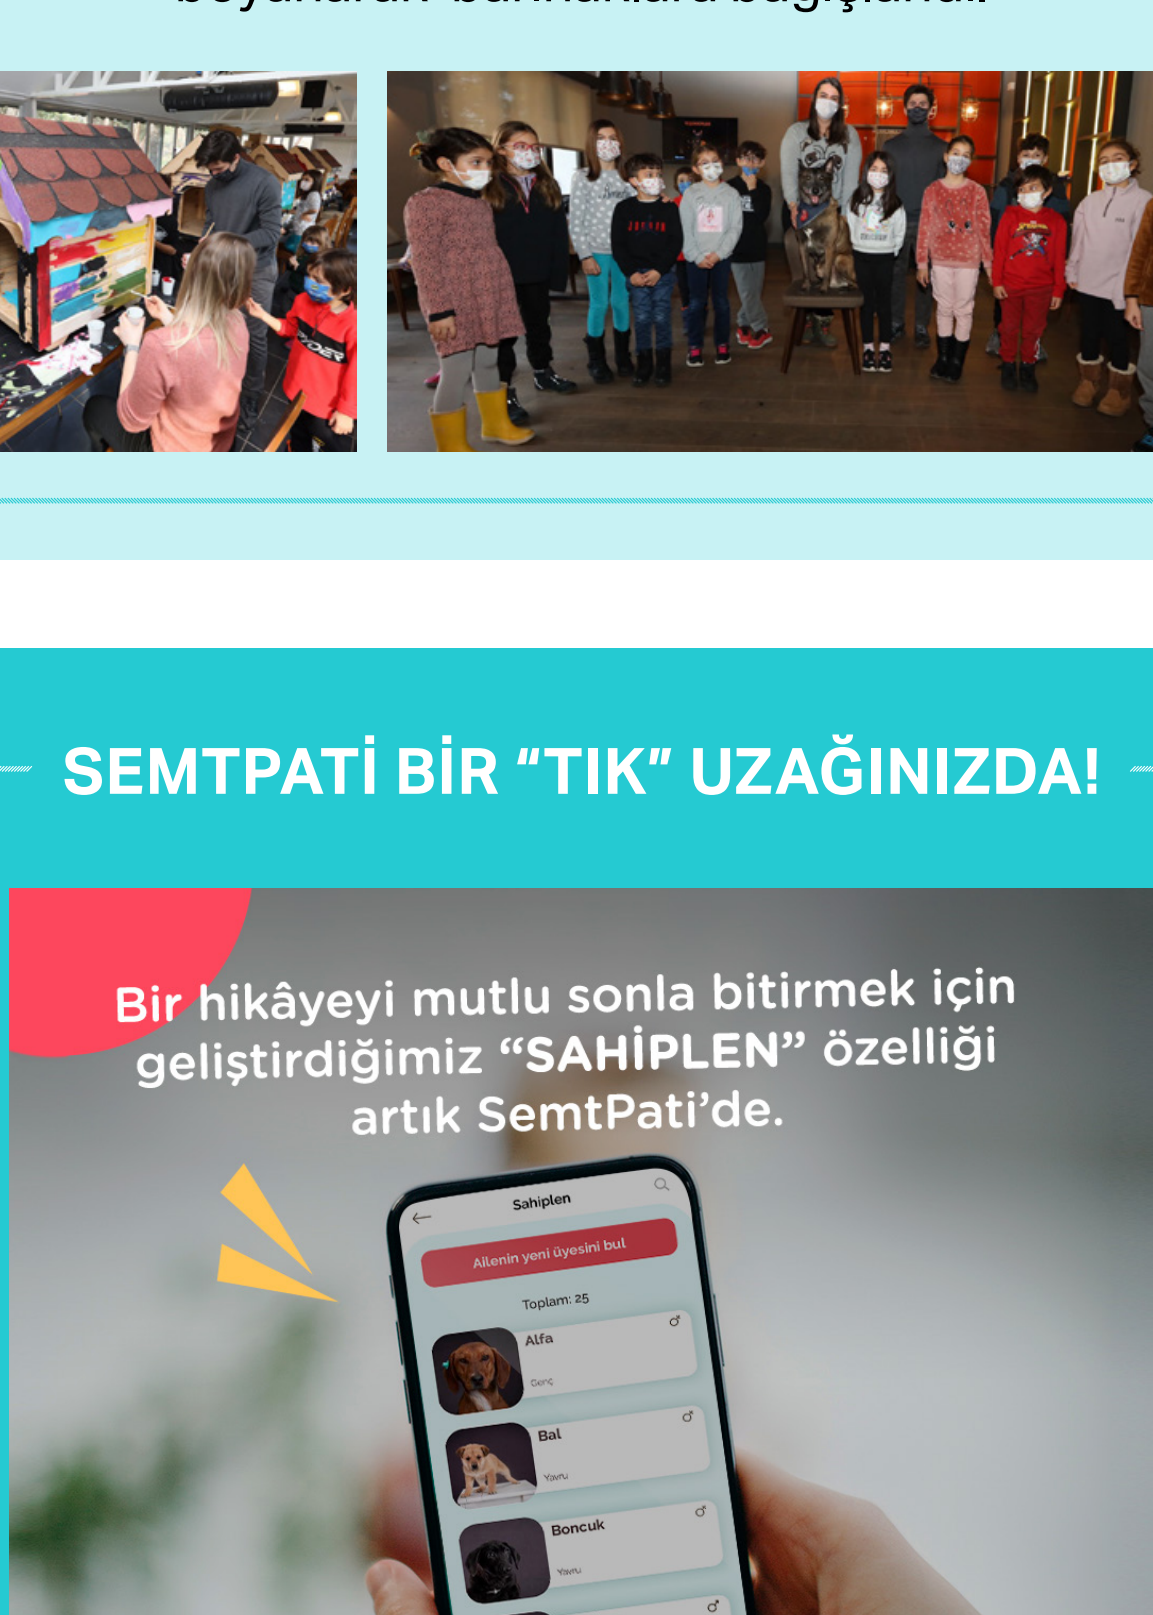 SEMTPATİ BİR “TIK” UZAĞINIZDA!
Bir hikâyeyi mutlu sonla bitirmek için
geliştirdiğimiz “SAHİPLEN” özelliği
artık SemtPati’de.
Sahiplen
Ailenin yeni üyesini bul
Toplam: 25
Alfa
Genç
Bal
Yavru
Boncuk
Yavru